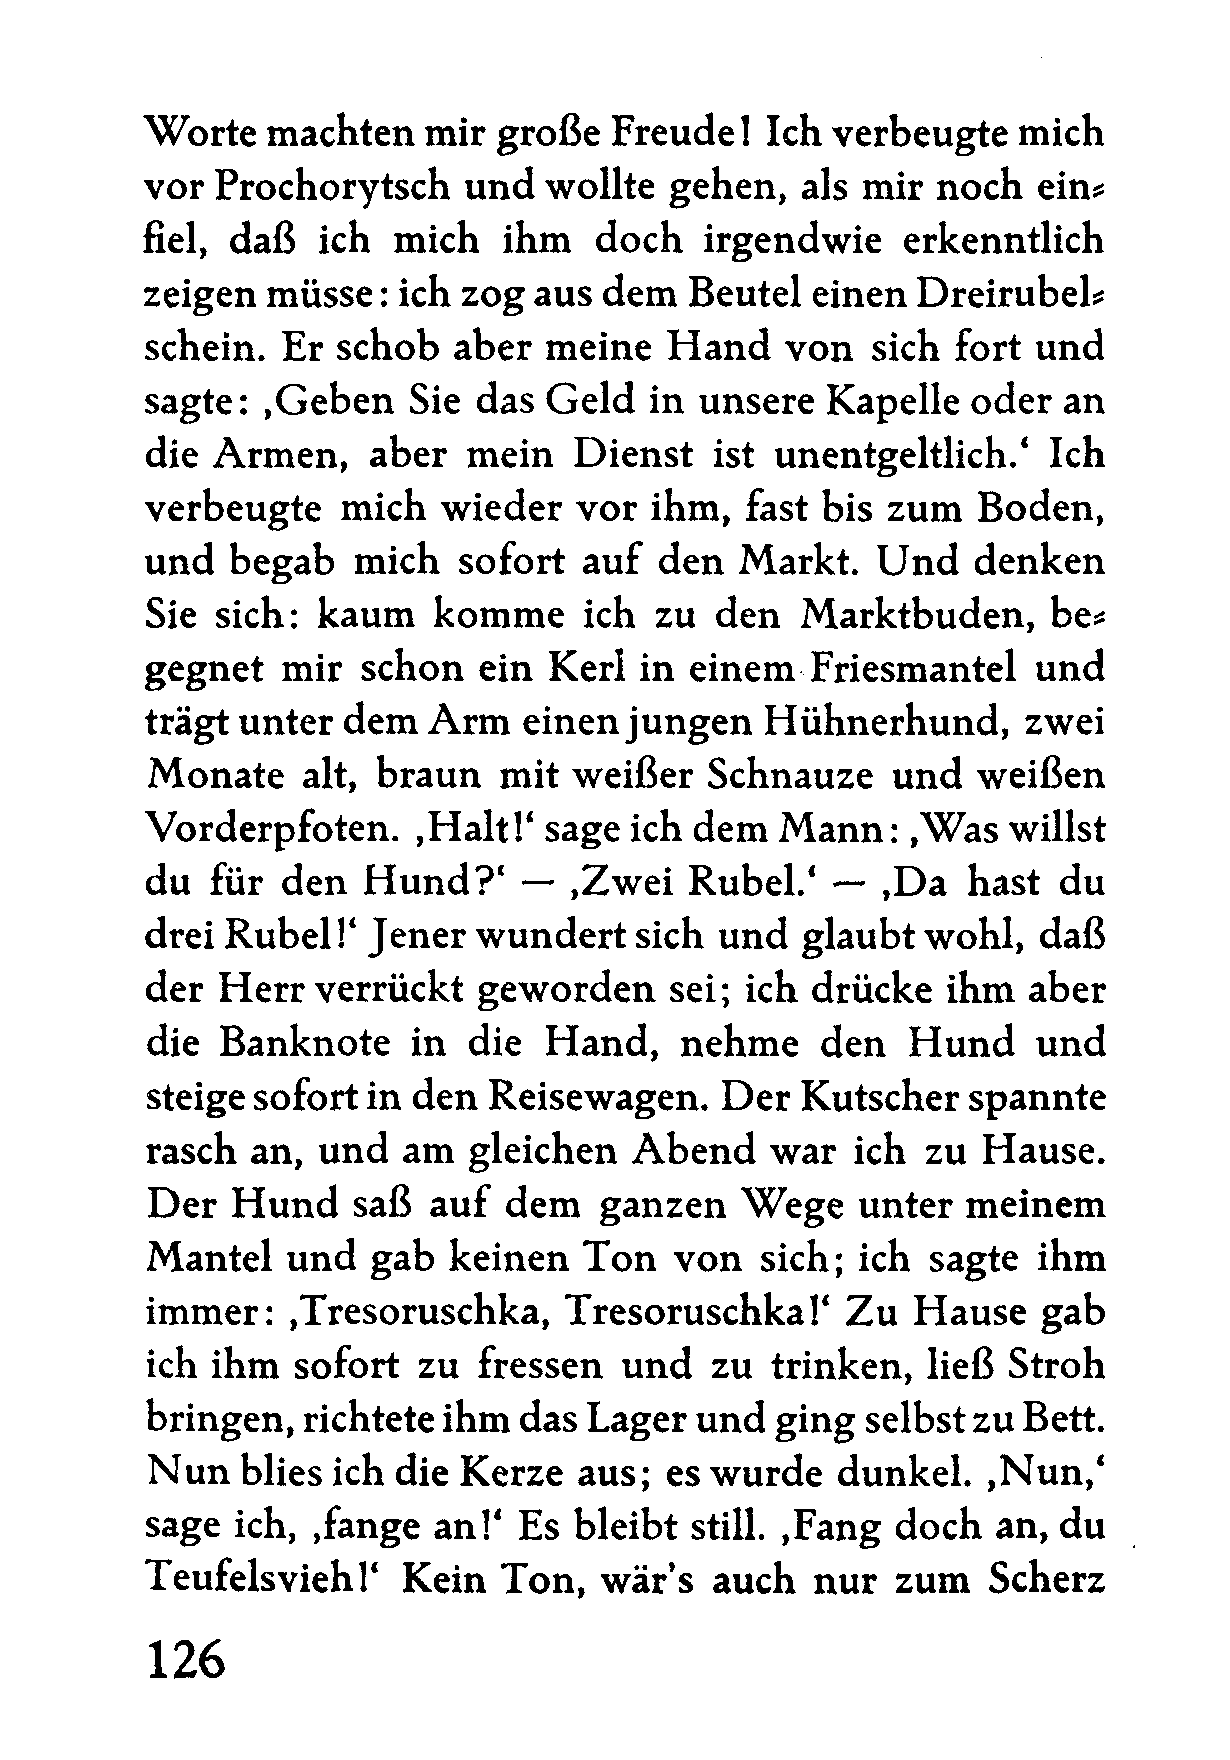 Worte machten mir große Freude! Ich verbeugte mich
vor Prochorytsch und wollte gehen, als mir noch ein⸗
fiel, daß ich mich ihm doch irgendwie erkenntlich
zeigen müsse: ich zog aus dem Beutel einen Dreirubel⸗
schein. Er schob aber meine Hand von sich fort und
sagte: ‚Geben Sie das Geld in unsere Kapelle oder an
die Armen, aber mein Dienst ist unentgeltlich.‘ Ich
verbeugte mich wieder vor ihm, fast bis zum Boden,
und begab mich sofort auf den Markt. Und denken
Sie sich: kaum komme ich zu den Marktbuden, be⸗
gegnet mir schon ein Kerl in einem Friesmantel und
trägt unter dem Arm einen jungen Hühnerhund, zwei
Monate alt, braun mit weißer Schnauze und weißen
Vorderpfoten. ‚Halt!‘ sage ich dem Mann: ‚Was willst
du für den Hund?‘ — ‚Zwei Rubel.‘ — ‚Da hast du
drei Rubel!‘ Jener wundert sich und glaubt wohl, daß
der Herr verrückt geworden sei; ich drücke ihm aber
die Banknote in die Hand, nehme den Hund und
steige sofort in den Reisewagen. Der Kutscher spannte
rasch an, und am gleichen Abend war ich zu Hause.
Der Hund saß auf dem ganzen Wege unter meinem
Mantel und gab keinen Ton von sich; ich sagte ihm
immer: ‚Tresoruschka, Tresoruschka!‘ Zu Hause gab
ich ihm sofort zu fressen und zu trinken, ließ Stroh
bringen, richtete ihm das Lager und ging selbst zu Bett.
Nun blies ich die Kerze aus; es wurde dunkel. ‚Nun,‘
sage ich, ‚fange an!‘ Es bleibt still. ‚Fang doch an, du
Teufelsvieh!‘ Kein Ton, wär's auch nur zum Scherz
126